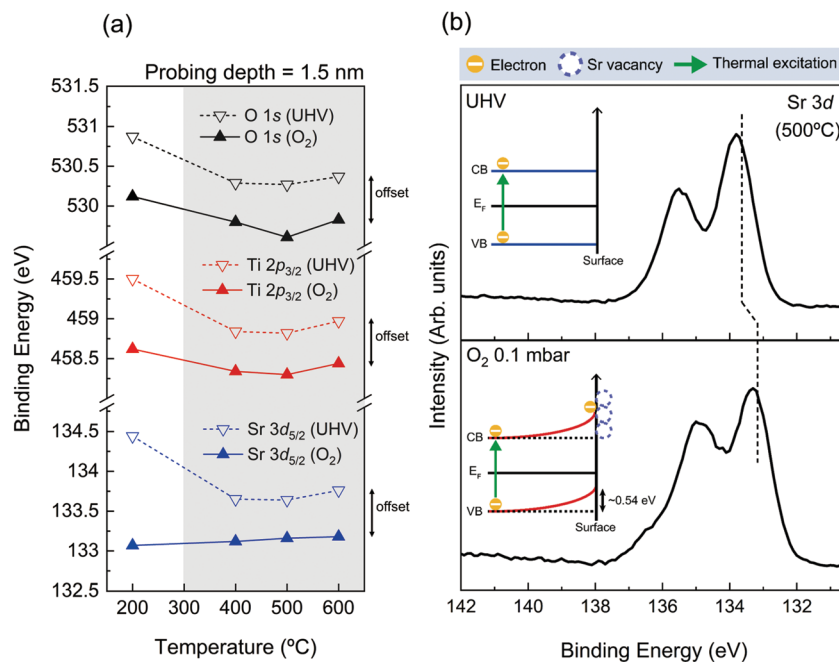 (a)
Probing depth = 1.5 nm
Binding Energy (eV)
531.5
531
530.5
530
459.5
459
458.5
134.5
134
133.5
133
132.5
O 1s (UHV)
O 1s (O₂)
offset
Ti 2p₃/₂ (UHV)
Ti 2p₃/₂ (O₂)
offset
Sr 3d₅/₂ (UHV)
Sr 3d₅/₂ (O₂)
offset
200 300 400 500 600
Temperature (ºC)
(b)
Electron Sr vacancy Thermal excitation
UHV
Sr 3d
(500ºC)
CB
E_F
VB
Surface
Intensity (Arb. units)
O₂ 0.1 mbar
CB
E_F
VB
~0.54 eV
Surface
142 140 138 136 134 132
Binding Energy (eV)